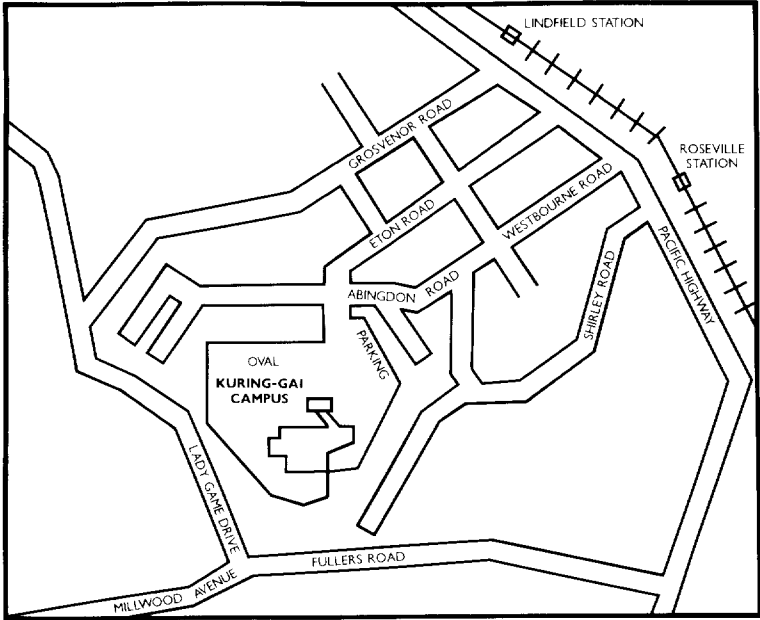 LINDFIELD STATION
ROSEVILLE
STATION
GROSVENOR ROAD
ETON ROAD
WESTBOURNE ROAD
PACIFIC HIGHWAY
SHIRLEY ROAD
ABINGDON ROAD
PARKING
OVAL
KURING-GAI
CAMPUS
LADY GAME DRIVE
FULLERS ROAD
MILLWOOD AVENUE